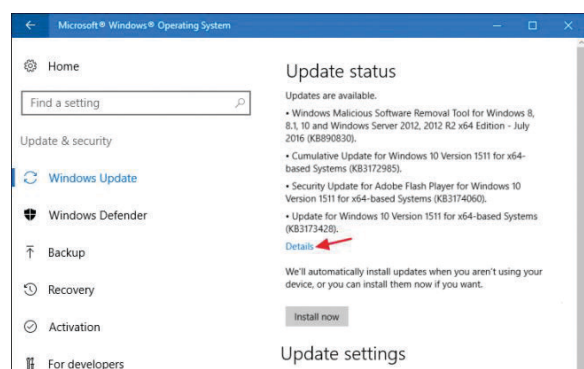 Microsoft® Windows® Operating System
Home
Find a setting
Update & security
Windows Update
Windows Defender
Backup
Recovery
Activation
For developers
Update status
Updates are available.
• Windows Malicious Software Removal Tool for Windows 8,
8.1, 10 and Windows Server 2012, 2012 R2 x64 Edition - July
2016 (KB890830).
• Cumulative Update for Windows 10 Version 1511 for x64-
based Systems (KB3172985).
• Security Update for Adobe Flash Player for Windows 10
Version 1511 for x64-based Systems (KB3174060).
• Update for Windows 10 Version 1511 for x64-based Systems
(KB3173428).
Details
We'll automatically install updates when you aren't using your
device, or you can install them now if you want.
Install now
Update settings